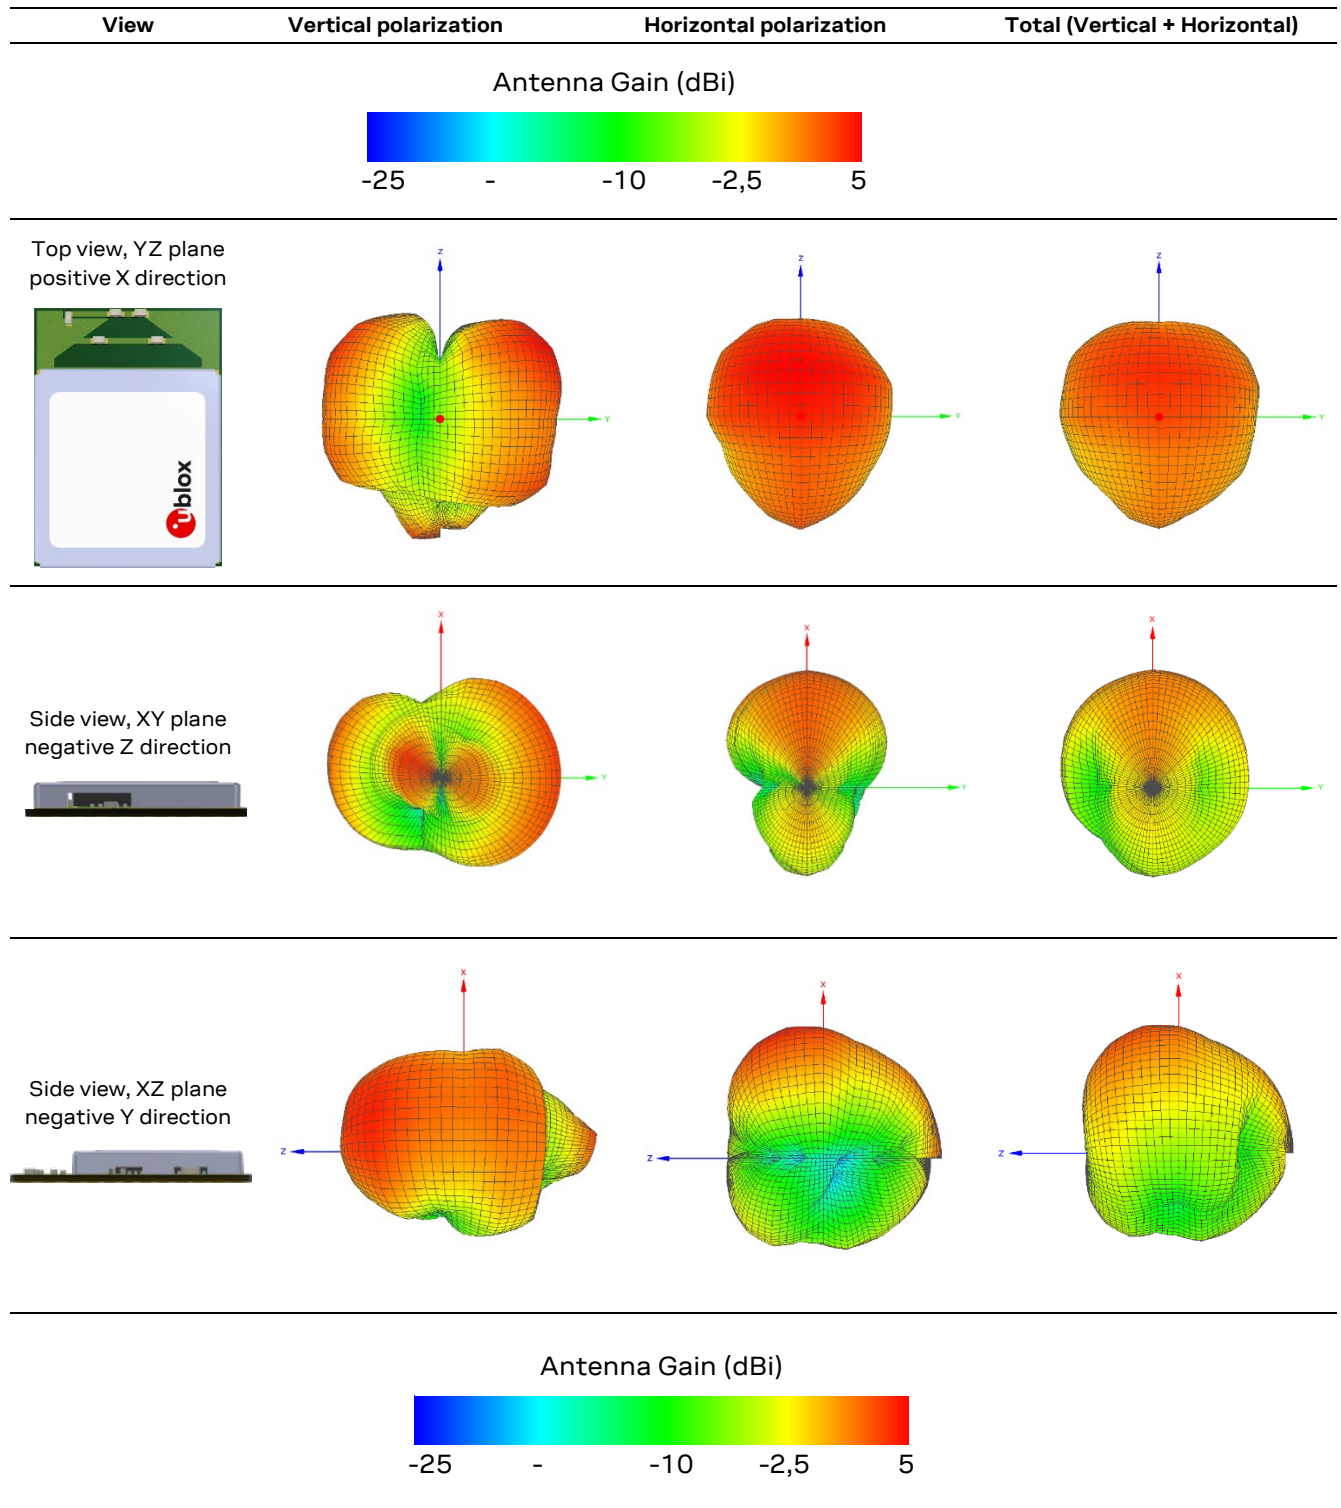 View Vertical polarization Horizontal polarization Total (Vertical + Horizontal)
Antenna Gain (dBi)
-25 - -10 -2,5 5
Top view, YZ plane
positive X direction
ublox
Z
Y
Z
Y
Z
Y
Side view, XY plane
negative Z direction
X
Y
X
Y
X
Y
Side view, XZ plane
negative Y direction
X
Z
X
Z
X
Z
Antenna Gain (dBi)
-25 - -10 -2,5 5